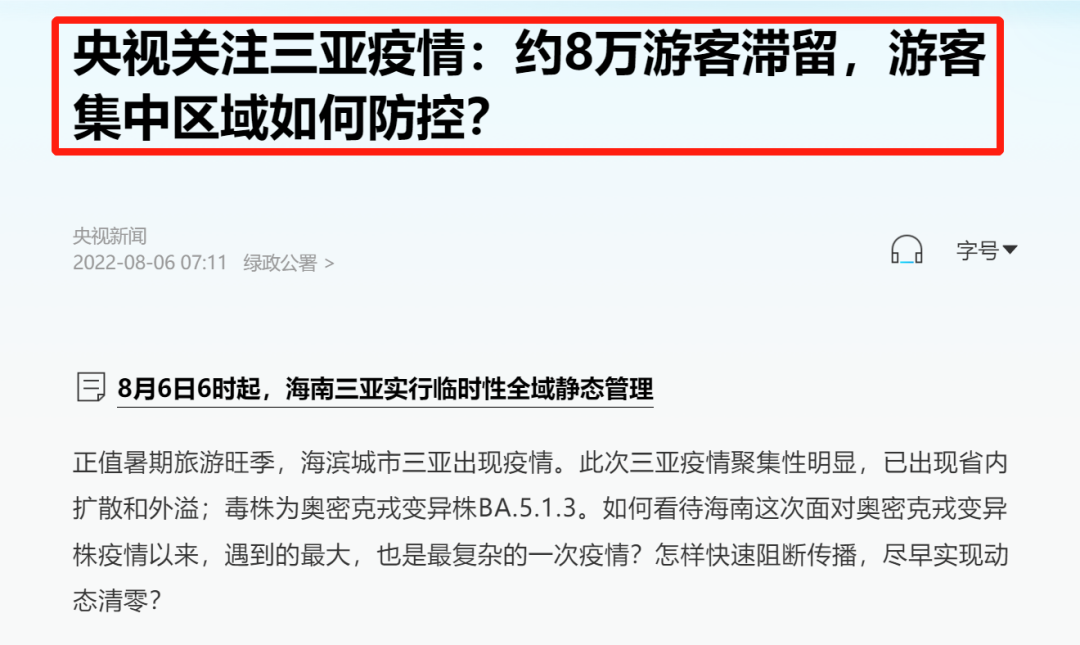 央视关注三亚疫情：约8万游客滞留，游客
集中区域如何防控？
央视新闻
2022-08-06 07:11 绿政公署 >
字号
8月6日6时起，海南三亚实行临时性全域静态管理
正值暑期旅游旺季，海滨城市三亚出现疫情。此次三亚疫情聚集性明显，已出现省内
扩散和外溢；毒株为奥密克戎变异株BA.5.1.3。如何看待海南这次面对奥密克戎变异
株疫情以来，遇到的最大，也是最复杂的一次疫情？怎样快速阻断传播，尽早实现动
态清零？